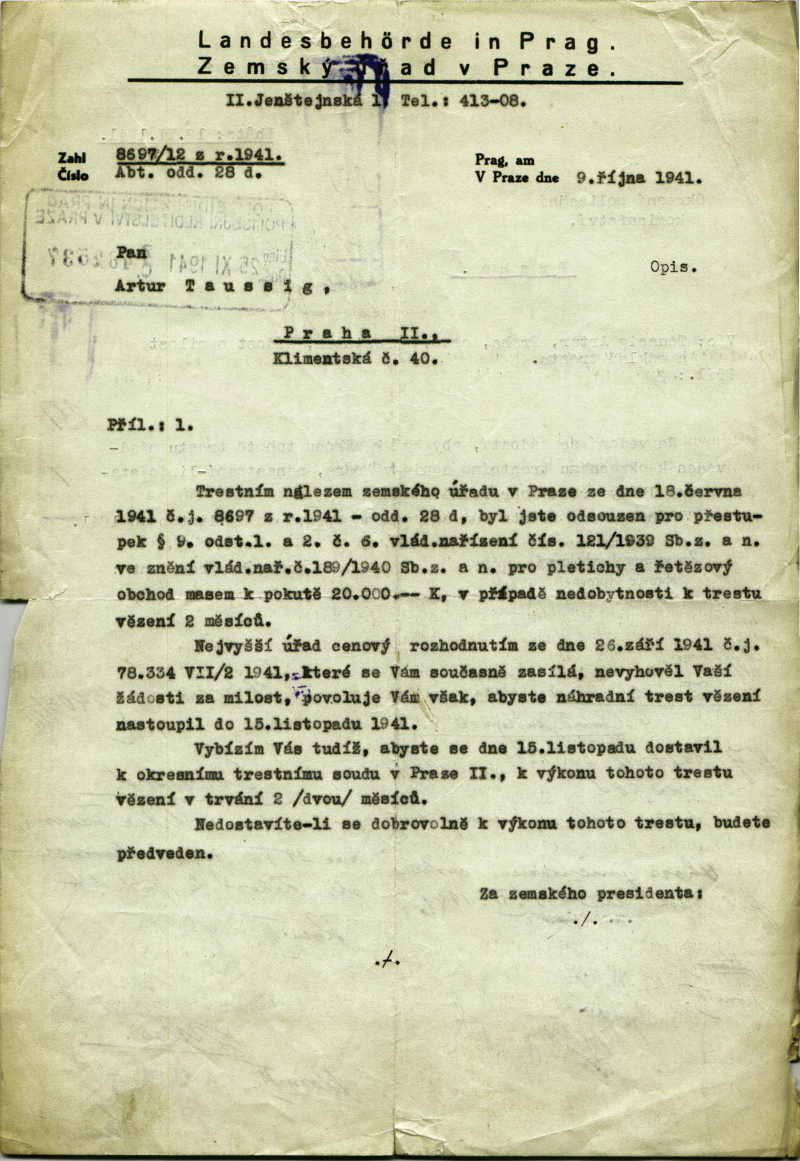 Landesbehörde in Prag.
Zemský úřad v Praze.
II.Jenštejnská 1, Tel.: 413-08.
Zahl 8697/12 z r.1941.
Číslo Abt. odd. 28 d.
Prag, am
V Praze dne 9.října 1941.
Pan
Opis.
Artur Taussig,
Praha II.,
Klimentská č. 40.
Příl.: 1.
Trestním nálezem zemského úřadu v Praze ze dne 18.června
1941 č.j. 8697 z r.1941 - odd. 28 d, byl jste odsouzen pro přestu-
pek § 9. odst.1. a 2. č. 6. vlád.nařízení čís. 121/1939 Sb.z. a n.
ve znění vlád.nař.č.189/1940 Sb.z. a n. pro pletichy a řetězový
obchod masem k pokutě 20.000.-- K, v případě nedobytnosti k trestu
vězení 2 měsíců.
Nejvyšší úřad cenový rozhodnutím ze dne 26.září 1941 č.j.
78.334 VII/2 1941, které se Vám současně zasílá, nevyhověl Vaší
žádosti za milost, povoluje Vám však, abyste náhradní trest vězení
nastoupil do 15.listopadu 1941.
Vybízím Vás tudíž, abyste se dne 15.listopadu dostavil
k okresnímu trestnímu soudu v Praze II., k výkonu tohoto trestu
vězení v trvání 2 /dvou/ měsíců.
Nedostavíte-li se dobrovolně k výkonu tohoto trestu, budete
předveden.
Za zemského presidenta:
./.
./.